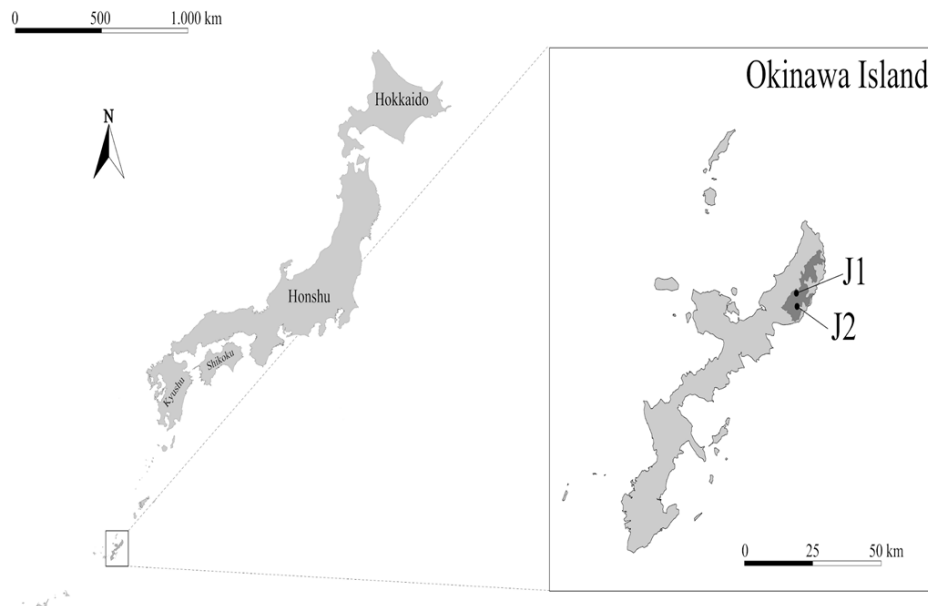 0 500 1.000 km
N
Hokkaido
Honshu
Shikoku
Kyushu
Okinawa Island
J1
J2
0 25 50 km